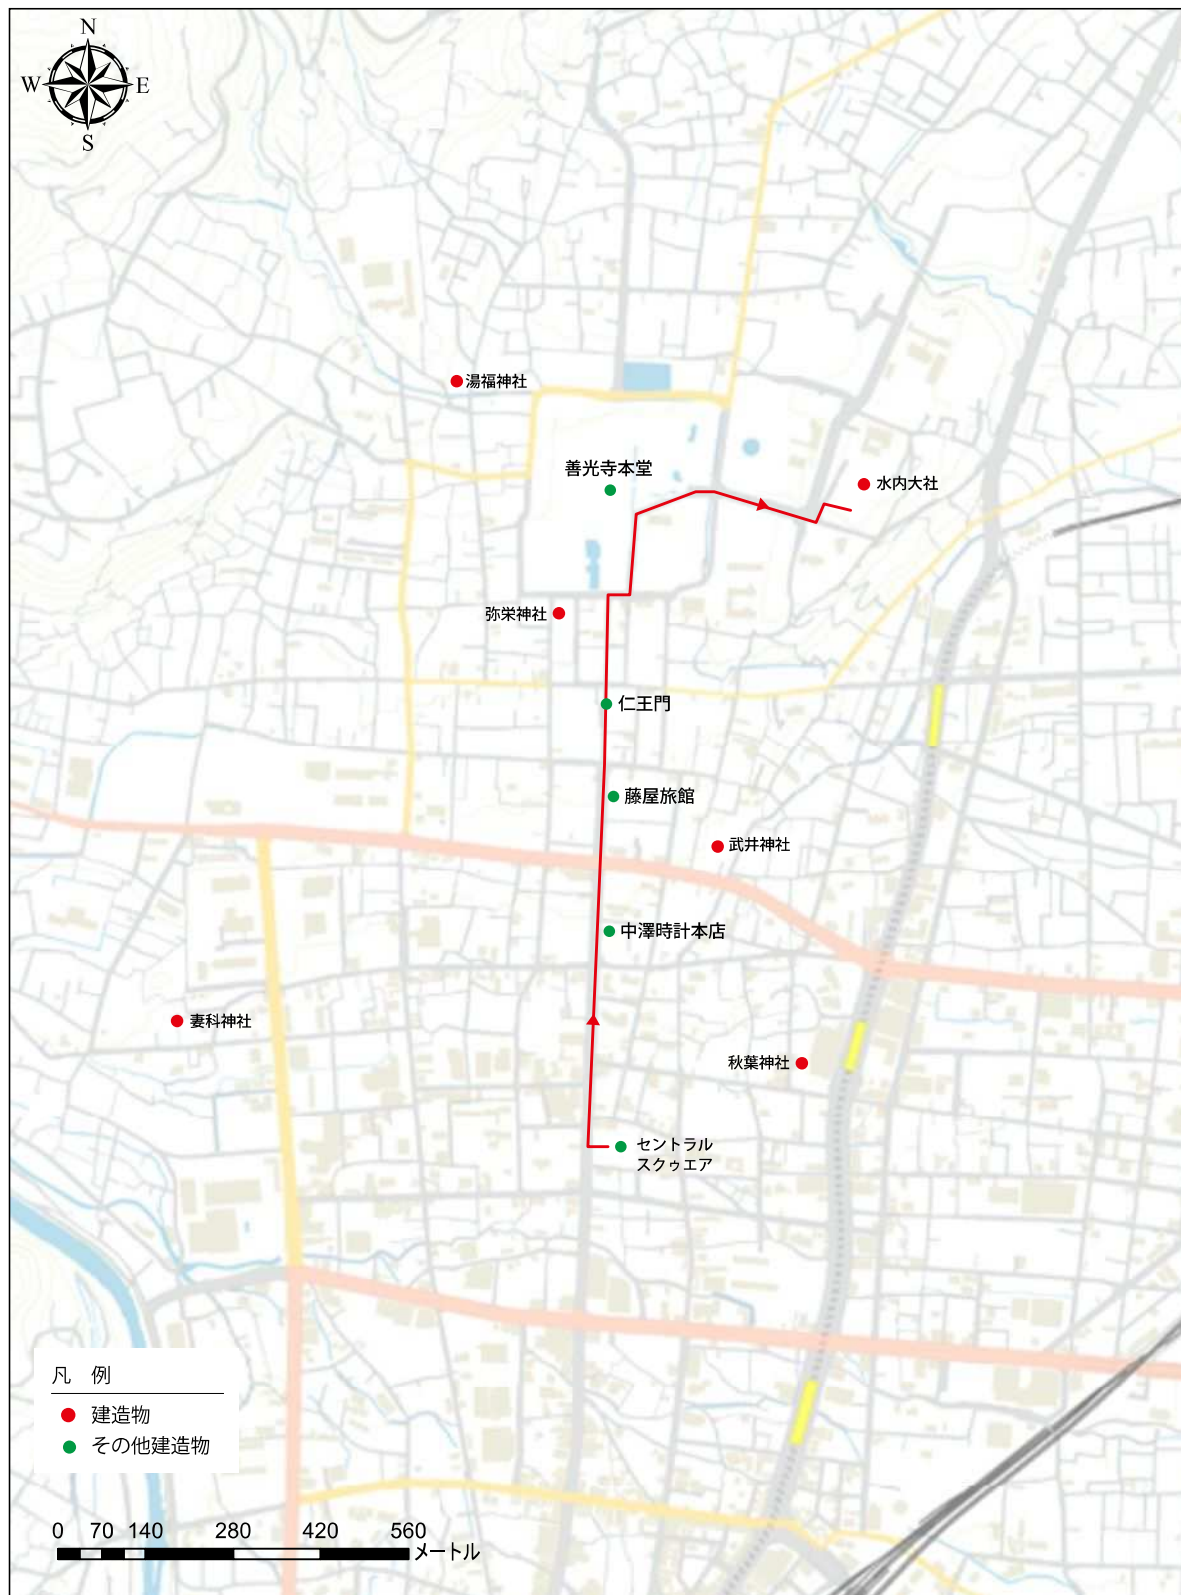 N
W E
S
湯福神社
善光寺本堂
水内大社
弥栄神社
仁王門
藤屋旅館
武井神社
中澤時計本店
妻科神社
秋葉神社
セントラル
スクゥエア
凡 例
建造物
その他建造物
0 70 140 280 420 560
メートル